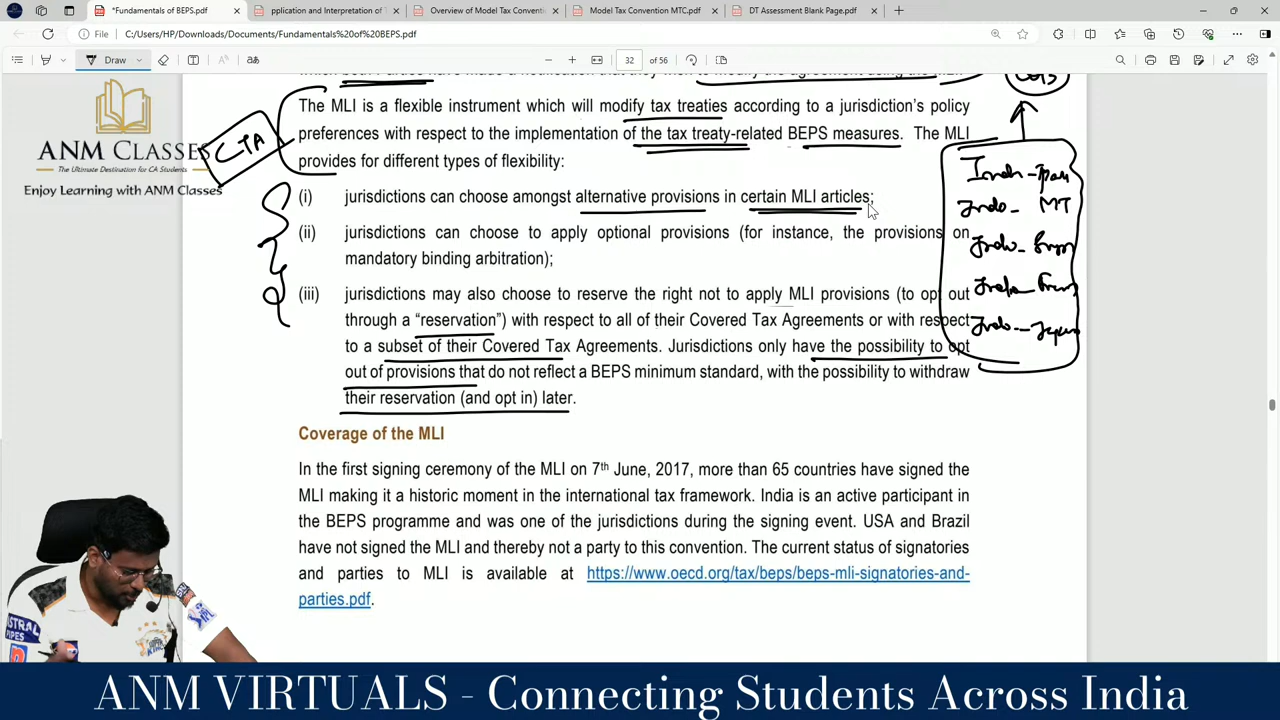 *Fundamentals of BEPS.pdf
pplication and Interpretation of T
Overview of Model Tax Conventi
Model Tax Convention MTC.pdf
DT Assessment Blank Page.pdf
File C:/Users/HP/Downloads/Documents/Fundamentals%20of%20BEPS.pdf
Draw
32 of 56
ANM CLASSES
The Ultimate Destination for CA Students
Enjoy Learning with ANM Classes
CTA
The MLI is a flexible instrument which will modify tax treaties according to a jurisdiction's policy
preferences with respect to the implementation of the tax treaty-related BEPS measures. The MLI
provides for different types of flexibility:
(i) jurisdictions can choose amongst alternative provisions in certain MLI articles;
(ii) jurisdictions can choose to apply optional provisions (for instance, the provisions on
mandatory binding arbitration);
(iii) jurisdictions may also choose to reserve the right not to apply MLI provisions (to opt out
through a "reservation") with respect to all of their Covered Tax Agreements or with respect
to a subset of their Covered Tax Agreements. Jurisdictions only have the possibility to opt
out of provisions that do not reflect a BEPS minimum standard, with the possibility to withdraw
their reservation (and opt in) later.
Indo - MT
Coverage of the MLI
In the first signing ceremony of the MLI on 7th June, 2017, more than 65 countries have signed the
MLI making it a historic moment in the international tax framework. India is an active participant in
the BEPS programme and was one of the jurisdictions during the signing event. USA and Brazil
have not signed the MLI and thereby not a party to this convention. The current status of signatories
and parties to MLI is available at https://www.oecd.org/tax/beps/beps-mli-signatories-and-
parties.pdf.
ASTRAL
PIPES
IPL
ANM VIRTUALS - Connecting Students Across India